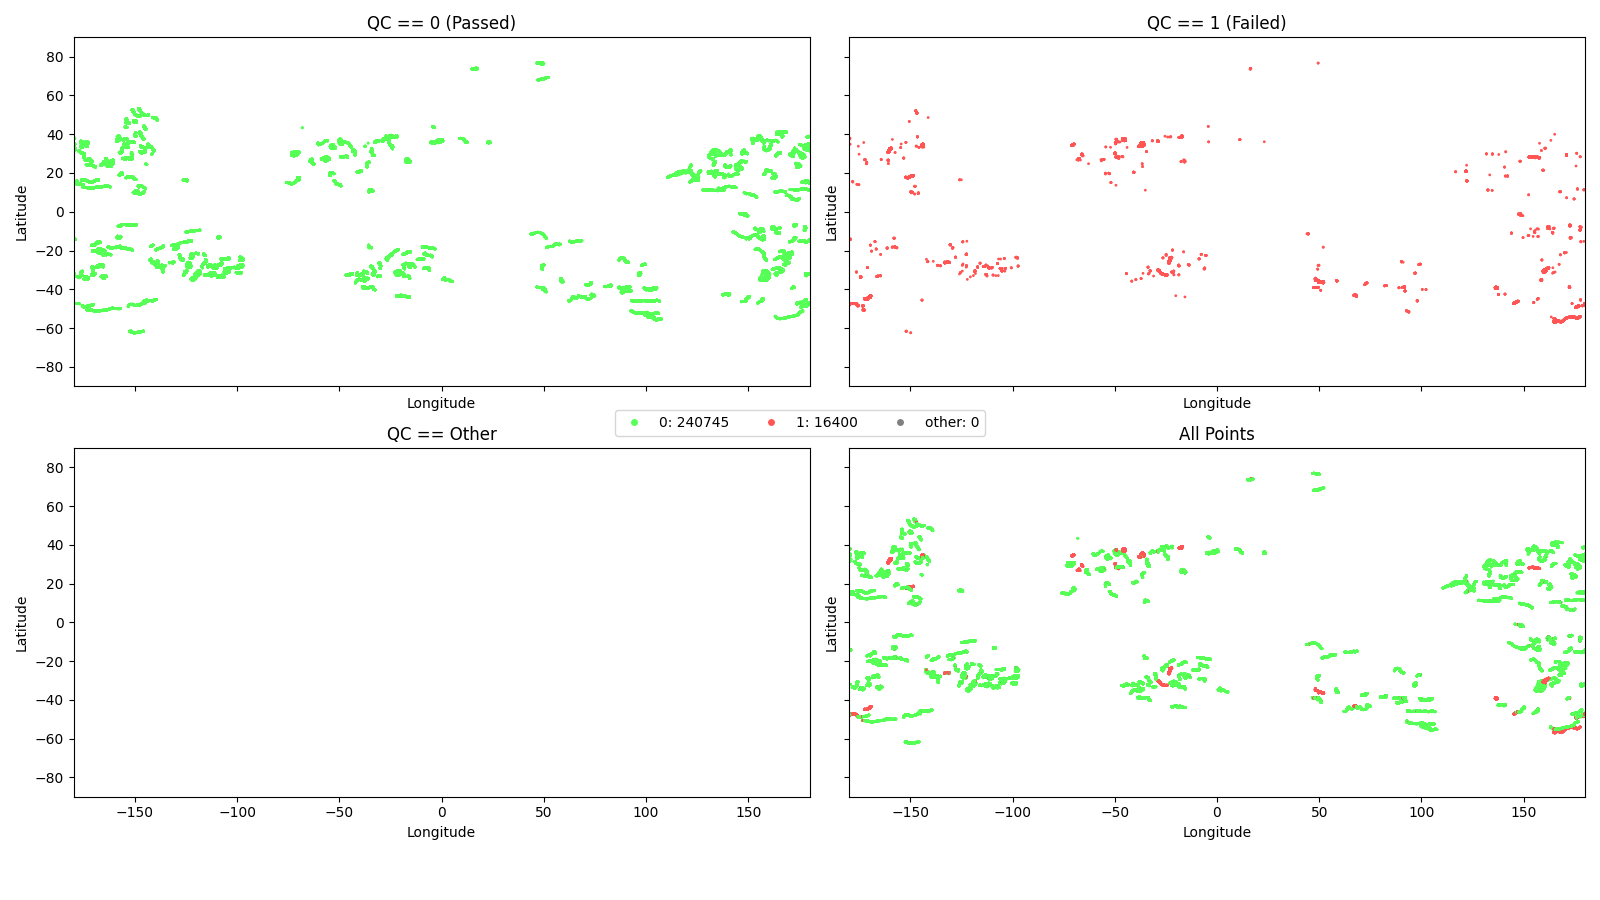 QC == 0 (Passed)
QC == 1 (Failed)
80
60
40
20
0
−20
−40
−60
−80
Latitude
Latitude
Longitude
Longitude
0: 240745
1: 16400
other: 0
QC == Other
All Points
80
60
40
20
0
−20
−40
−60
−80
Latitude
Latitude
−150
−100
−50
0
50
100
150
−150
−100
−50
0
50
100
150
Longitude
Longitude